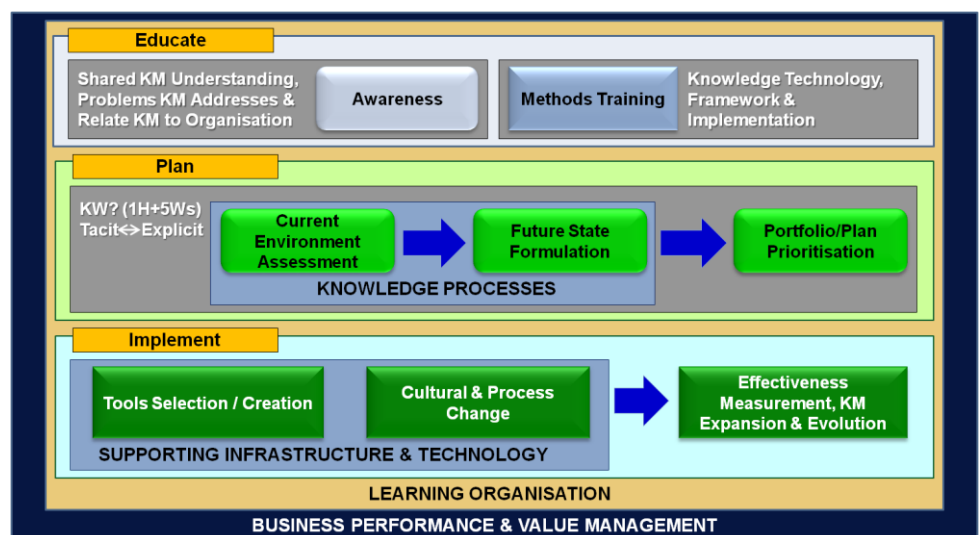 Educate
Shared KM Understanding,
Problems KM Addresses &
Relate KM to Organisation
Awareness
Methods Training
Knowledge Technology,
Framework &
Implementation
Plan
KW? (1H+5Ws)
Tacit↔Explicit
Current
Environment
Assessment
Future State
Formulation
Portfolio/Plan
Prioritisation
KNOWLEDGE PROCESSES
Implement
Tools Selection / Creation
Cultural & Process
Change
Effectiveness
Measurement, KM
Expansion & Evolution
SUPPORTING INFRASTRUCTURE & TECHNOLOGY
LEARNING ORGANISATION
BUSINESS PERFORMANCE & VALUE MANAGEMENT